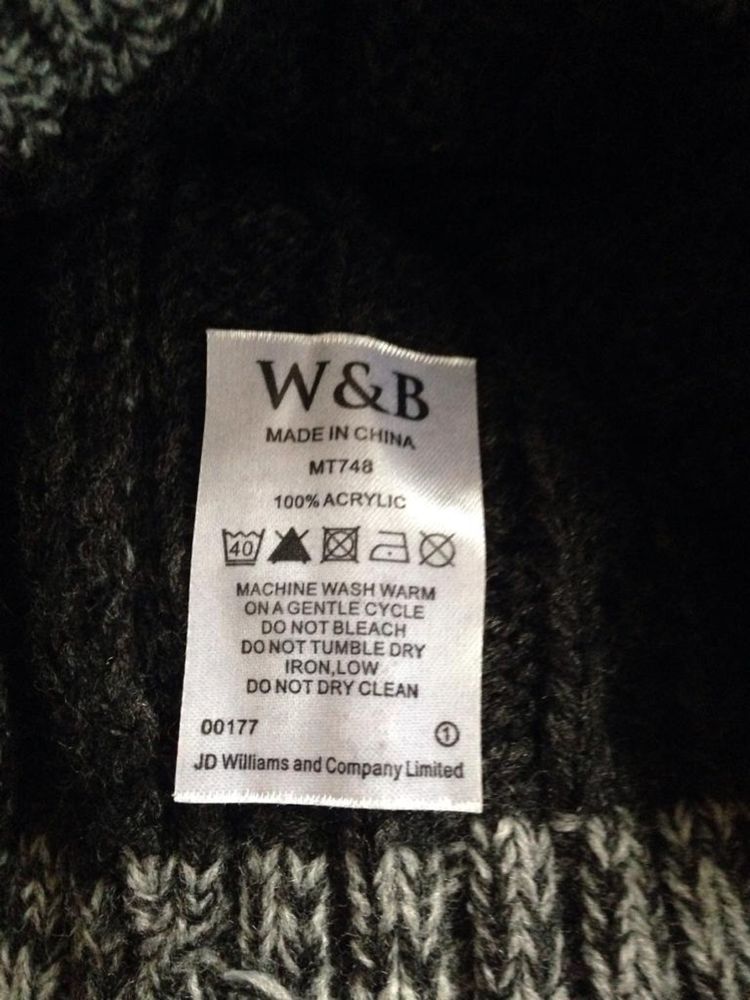 W&B
MADE IN CHINA
MT748
100% ACRYLIC
40
MACHINE WASH WARM
ON A GENTLE CYCLE
DO NOT BLEACH
DO NOT TUMBLE DRY
IRON,LOW
DO NOT DRY CLEAN
00177 1
JD Williams and Company Limited